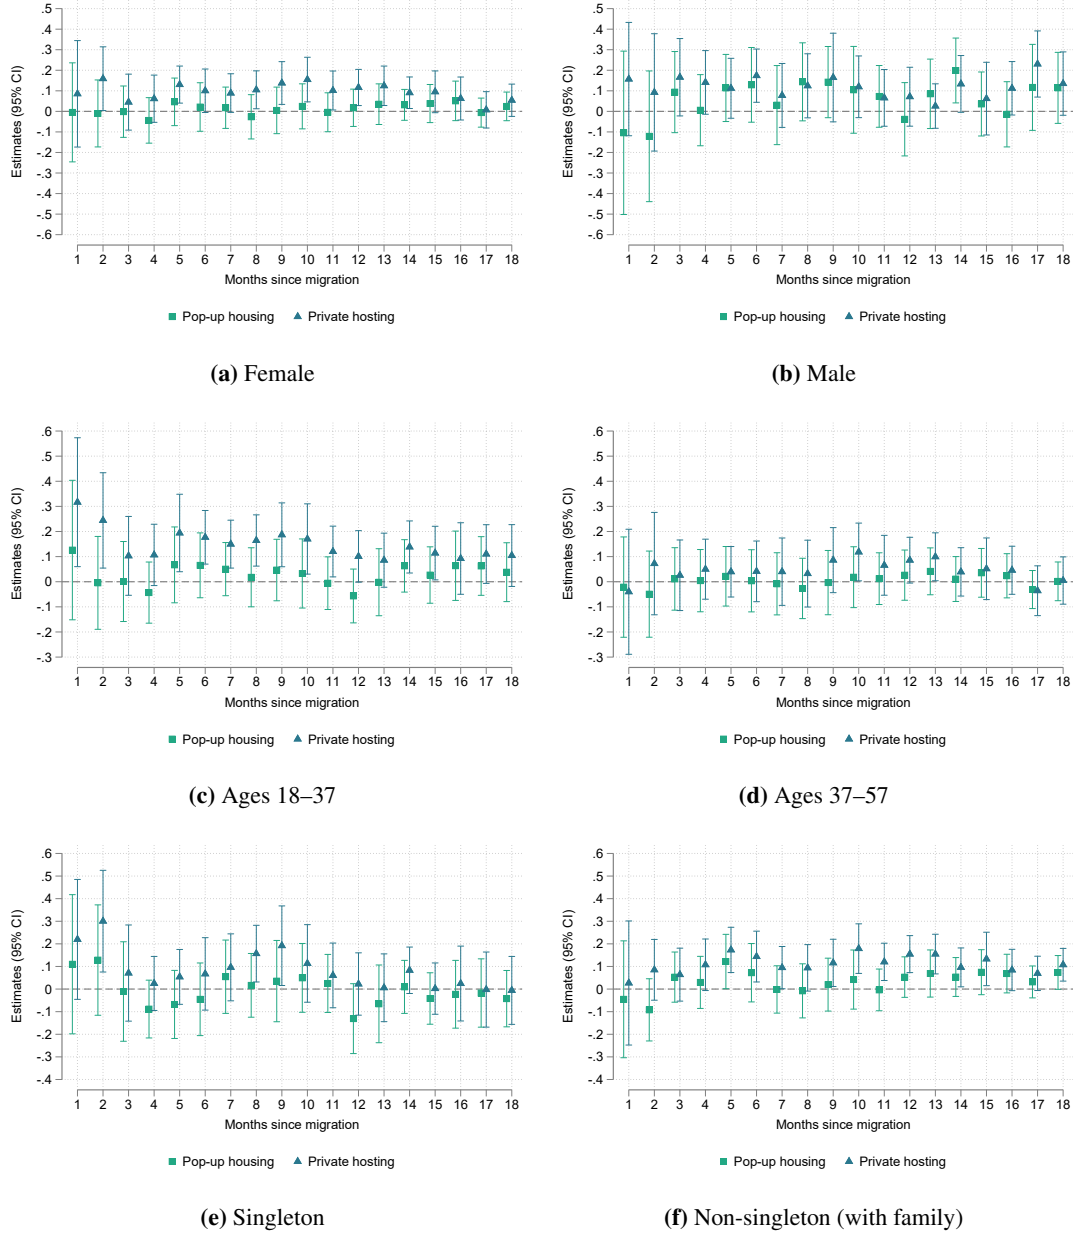 .5
.4
.3
.2
.1
0
-.1
-.2
-.3
-.4
-.5
-.6
Estimates (95% CI)
1 2 3 4 5 6 7 8 9 10 11 12 13 14 15 16 17 18
Months since migration
Pop-up housing Private hosting
(a) Female
.5
.4
.3
.2
.1
0
-.1
-.2
-.3
-.4
-.5
-.6
Estimates (95% CI)
1 2 3 4 5 6 7 8 9 10 11 12 13 14 15 16 17 18
Months since migration
Pop-up housing Private hosting
(b) Male
.6
.5
.4
.3
.2
.1
0
-.1
-.2
-.3
Estimates (95% CI)
1 2 3 4 5 6 7 8 9 10 11 12 13 14 15 16 17 18
Months since migration
Pop-up housing Private hosting
(c) Ages 18–37
.6
.5
.4
.3
.2
.1
0
-.1
-.2
-.3
Estimates (95% CI)
1 2 3 4 5 6 7 8 9 10 11 12 13 14 15 16 17 18
Months since migration
Pop-up housing Private hosting
(d) Ages 37–57
.6
.5
.4
.3
.2
.1
0
-.1
-.2
-.3
-.4
Estimates (95% CI)
1 2 3 4 5 6 7 8 9 10 11 12 13 14 15 16 17 18
Months since migration
Pop-up housing Private hosting
(e) Singleton
.6
.5
.4
.3
.2
.1
0
-.1
-.2
-.3
-.4
Estimates (95% CI)
1 2 3 4 5 6 7 8 9 10 11 12 13 14 15 16 17 18
Months since migration
Pop-up housing Private hosting
(f) Non-singleton (with family)